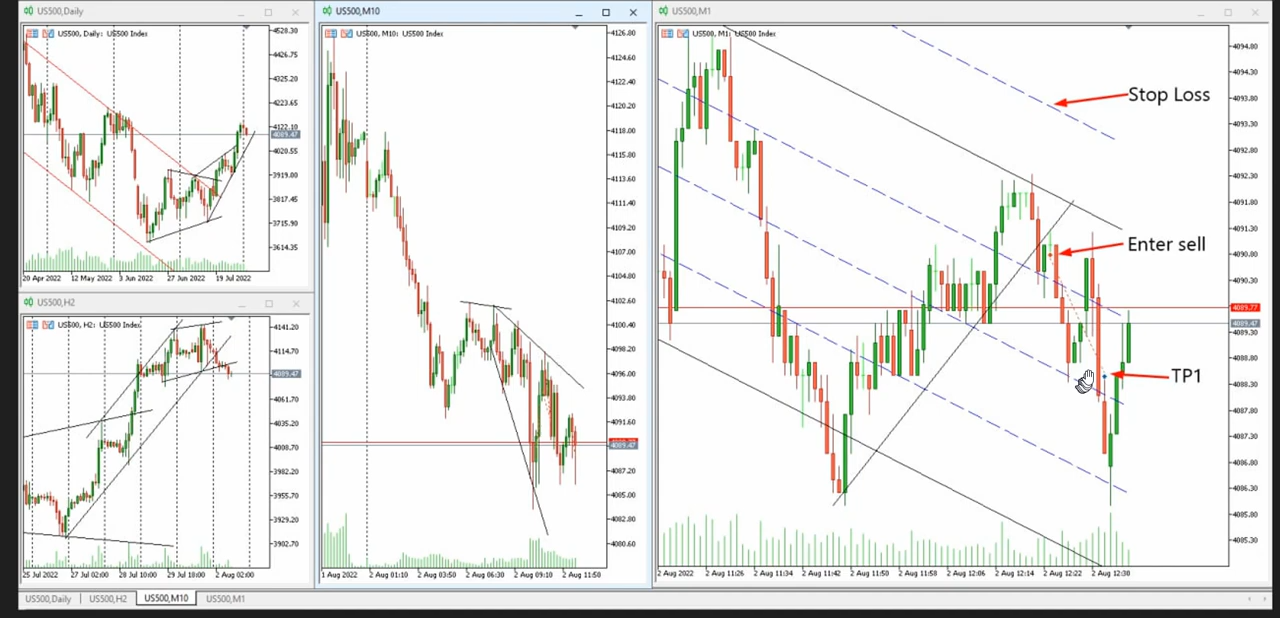 US500,Daily
US500, Daily: US500 Index
4528.30
4426.75
4325.20
4223.65
4122.10
4089.47
4020.55
3919.00
3817.45
3715.90
3614.35
20 Apr 2022
12 May 2022
3 Jun 2022
27 Jun 2022
19 Jul 2022
US500,H2
US500, H2: US500 Index
4141.20
4114.70
4089.47
4061.70
4035.20
4008.70
3982.20
3955.70
3929.20
3902.70
25 Jul 2022
27 Jul 02:00
28 Jul 10:00
29 Jul 18:00
2 Aug 02:00
US500,M10
US500, M10: US500 Index
4126.80
4124.60
4122.40
4120.20
4118.00
4115.80
4113.60
4111.40
4109.20
4107.00
4104.80
4102.60
4100.40
4098.20
4096.00
4093.80
4091.60
4089.47
4087.20
4085.00
4082.80
4080.60
1 Aug 2022
2 Aug 01:10
2 Aug 03:50
2 Aug 06:30
2 Aug 09:10
2 Aug 11:50
US500,M1
US500, M1: US500 Index
Stop Loss
Enter sell
TP1
4094.80
4094.30
4093.80
4093.30
4092.80
4092.30
4091.80
4091.30
4090.80
4090.30
4089.77
4089.47
4089.30
4088.80
4088.30
4087.80
4087.30
4086.80
4086.30
4085.80
4085.30
2 Aug 2022
2 Aug 11:26
2 Aug 11:34
2 Aug 11:42
2 Aug 11:50
2 Aug 11:58
2 Aug 12:06
2 Aug 12:14
2 Aug 12:22
2 Aug 12:30
US500,Daily
US500,H2
US500,M10
US500,M1